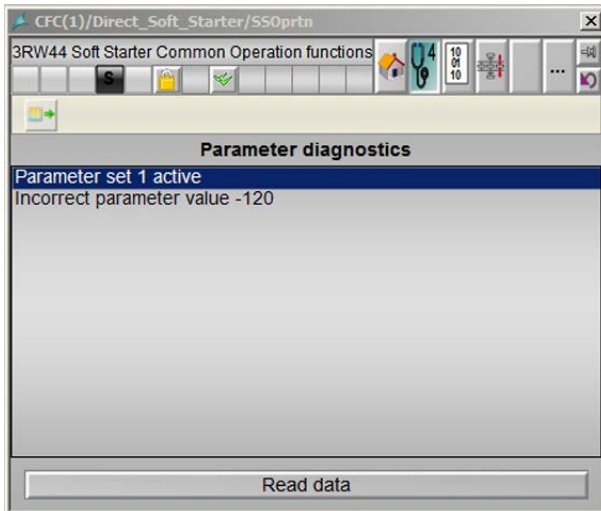 CFC(1)/Direct_Soft_Starter/SSOprtn
3RW44 Soft Starter Common Operation functions
4
10
01
10
...
S
Parameter diagnostics
Parameter set 1 active
Incorrect parameter value -120
Read data